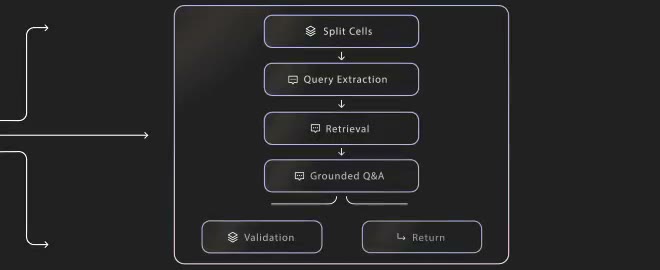 Split Cells
Query Extraction
Retrieval
Grounded Q&A
Validation
Return